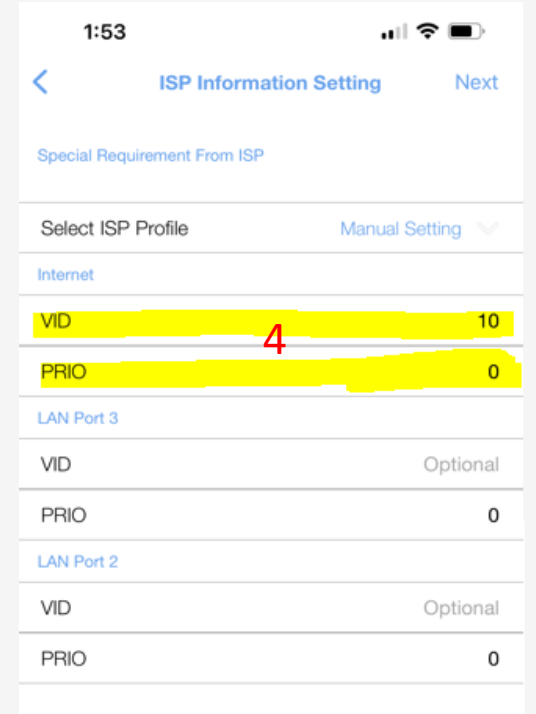 1:53
ISP Information Setting Next
Special Requirement From ISP
Select ISP Profile Manual Setting
Internet
VID 10
4
PRIO 0
LAN Port 3
VID Optional
PRIO 0
LAN Port 2
VID Optional
PRIO 0